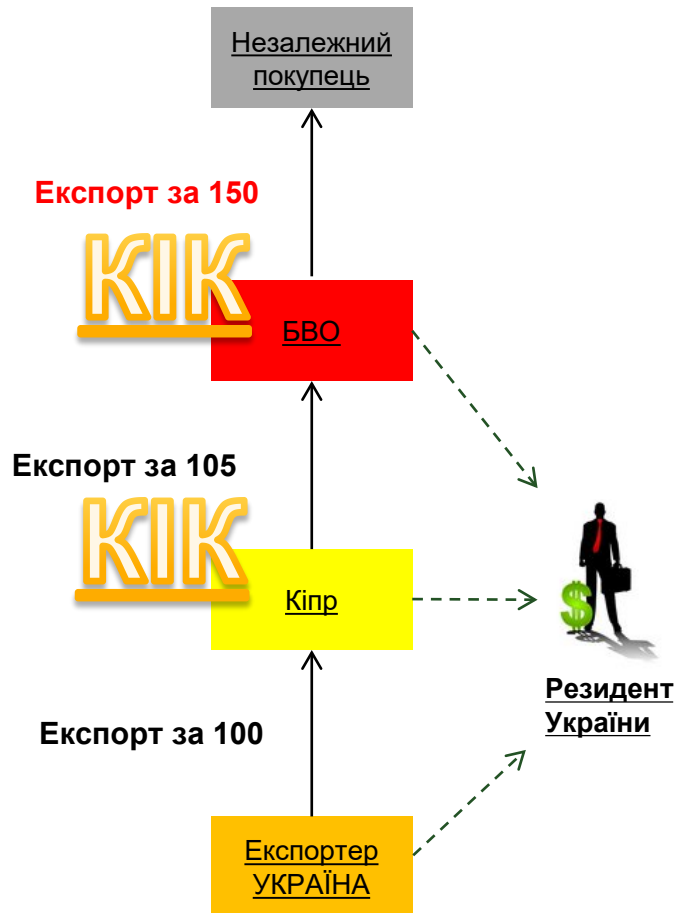 Незалежний
покупець
Експорт за 150
КІК
БВО
Експорт за 105
КІК
Кіпр
$
Резидент
України
Експорт за 100
Експортер
УКРАЇНА